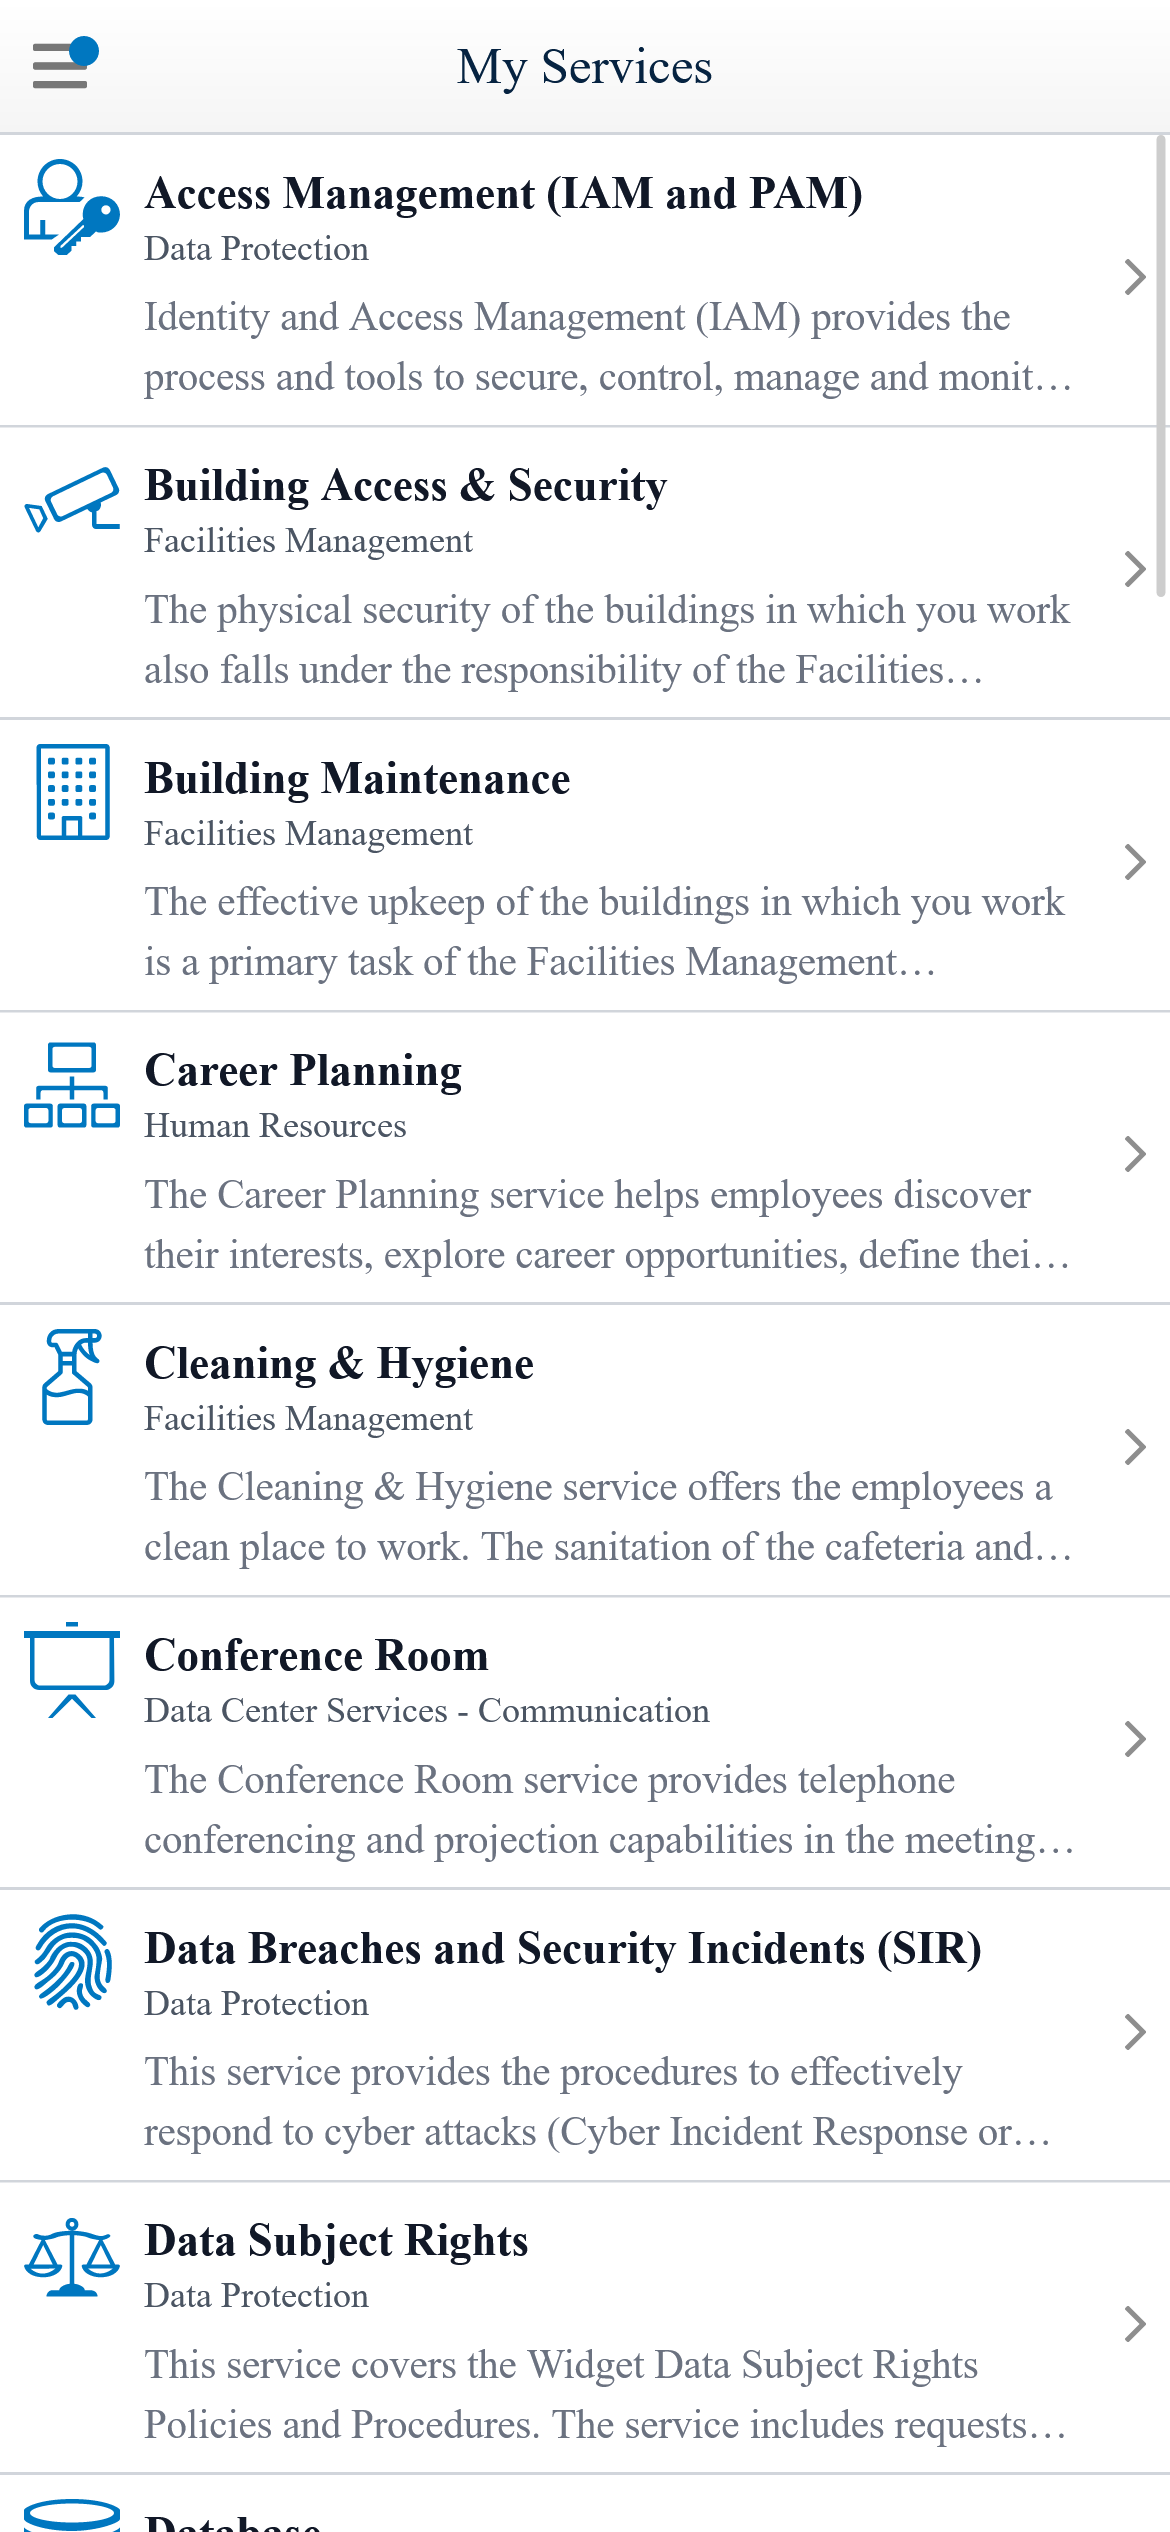 My Services
Access Management (IAM and PAM)
Data Protection
Identity and Access Management (IAM) provides the
process and tools to secure, control, manage and monit…
Building Access & Security
Facilities Management
The physical security of the buildings in which you work
also falls under the responsibility of the Facilities…
Building Maintenance
Facilities Management
The effective upkeep of the buildings in which you work
is a primary task of the Facilities Management…
Career Planning
Human Resources
The Career Planning service helps employees discover
their interests, explore career opportunities, define thei…
Cleaning & Hygiene
Facilities Management
The Cleaning & Hygiene service offers the employees a
clean place to work. The sanitation of the cafeteria and…
Conference Room
Data Center Services - Communication
The Conference Room service provides telephone
conferencing and projection capabilities in the meeting…
Data Breaches and Security Incidents (SIR)
Data Protection
This service provides the procedures to effectively
respond to cyber attacks (Cyber Incident Response or…
Data Subject Rights
Data Protection
This service covers the Widget Data Subject Rights
Policies and Procedures. The service includes requests…
Database